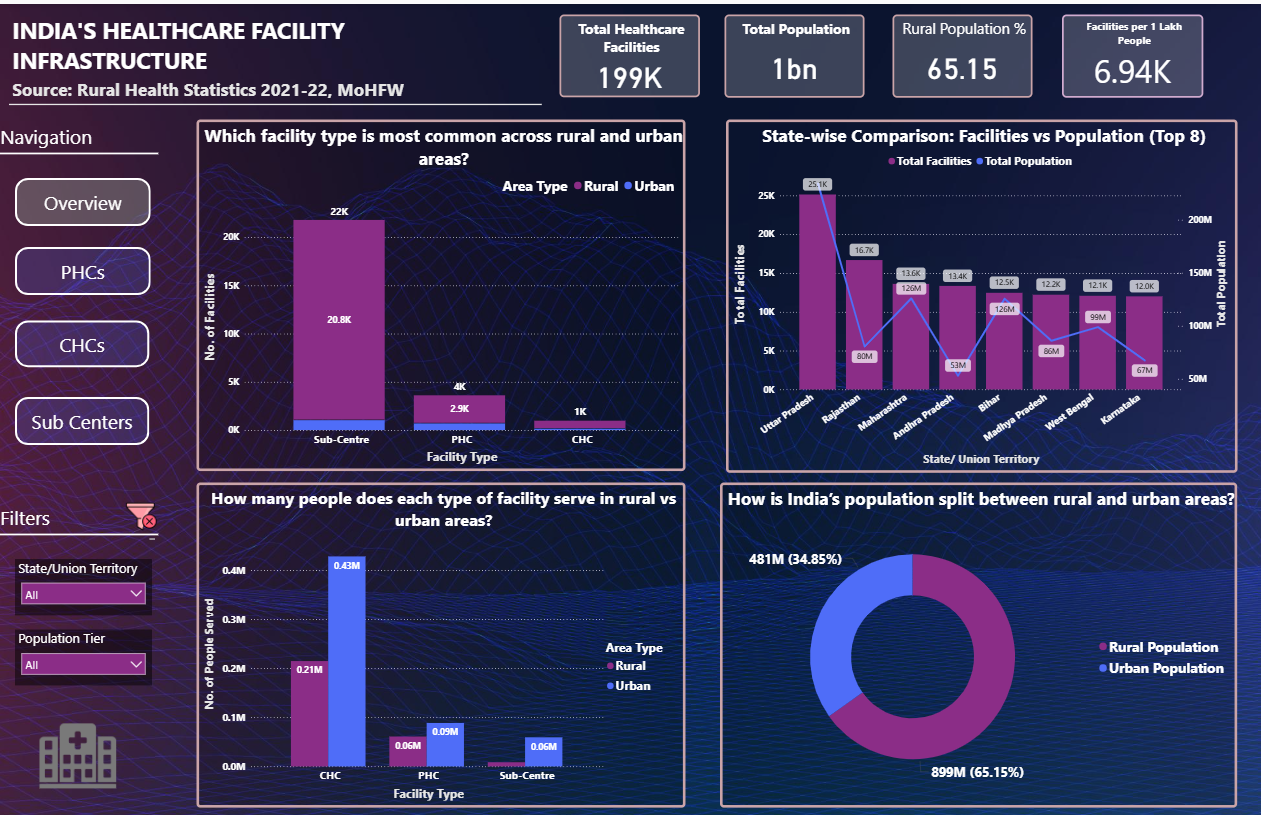 INDIA'S HEALTHCARE FACILITY
INFRASTRUCTURE
Source: Rural Health Statistics 2021-22, MoHFW
Total Healthcare
Facilities
199K
Total Population
1bn
Rural Population %
65.15
Facilities per 1 Lakh
People
6.94K
Navigation
Overview
PHCs
CHCs
Sub Centers
Filters
State/Union Territory
All
Population Tier
All
Which facility type is most common across rural and urban
areas?
Area Type Rural Urban
No. of Facilities
20K
15K
10K
5K
0K
22K
20.8K
4K
2.9K
1K
Sub-Centre
PHC
CHC
Facility Type
State-wise Comparison: Facilities vs Population (Top 8)
Total Facilities Total Population
Total Facilities
25K
20K
15K
10K
5K
0K
25.1K
16.7K
13.6K
13.4K
12.5K
12.2K
12.1K
12.0K
80M
126M
53M
126M
86M
99M
67M
200M
150M
100M
50M
Total Population
Uttar Pradesh
Rajasthan
Maharashtra
Andhra Pradesh
Bihar
Madhya Pradesh
West Bengal
Karnataka
State/ Union Territory
How many people does each type of facility serve in rural vs
urban areas?
No. of People Served
0.4M
0.3M
0.2M
0.1M
0.0M
0.21M
0.43M
0.06M
0.09M
0.06M
CHC
PHC
Sub-Centre
Facility Type
Area Type
Rural
Urban
How is India’s population split between rural and urban areas?
481M (34.85%)
899M (65.15%)
Rural Population
Urban Population